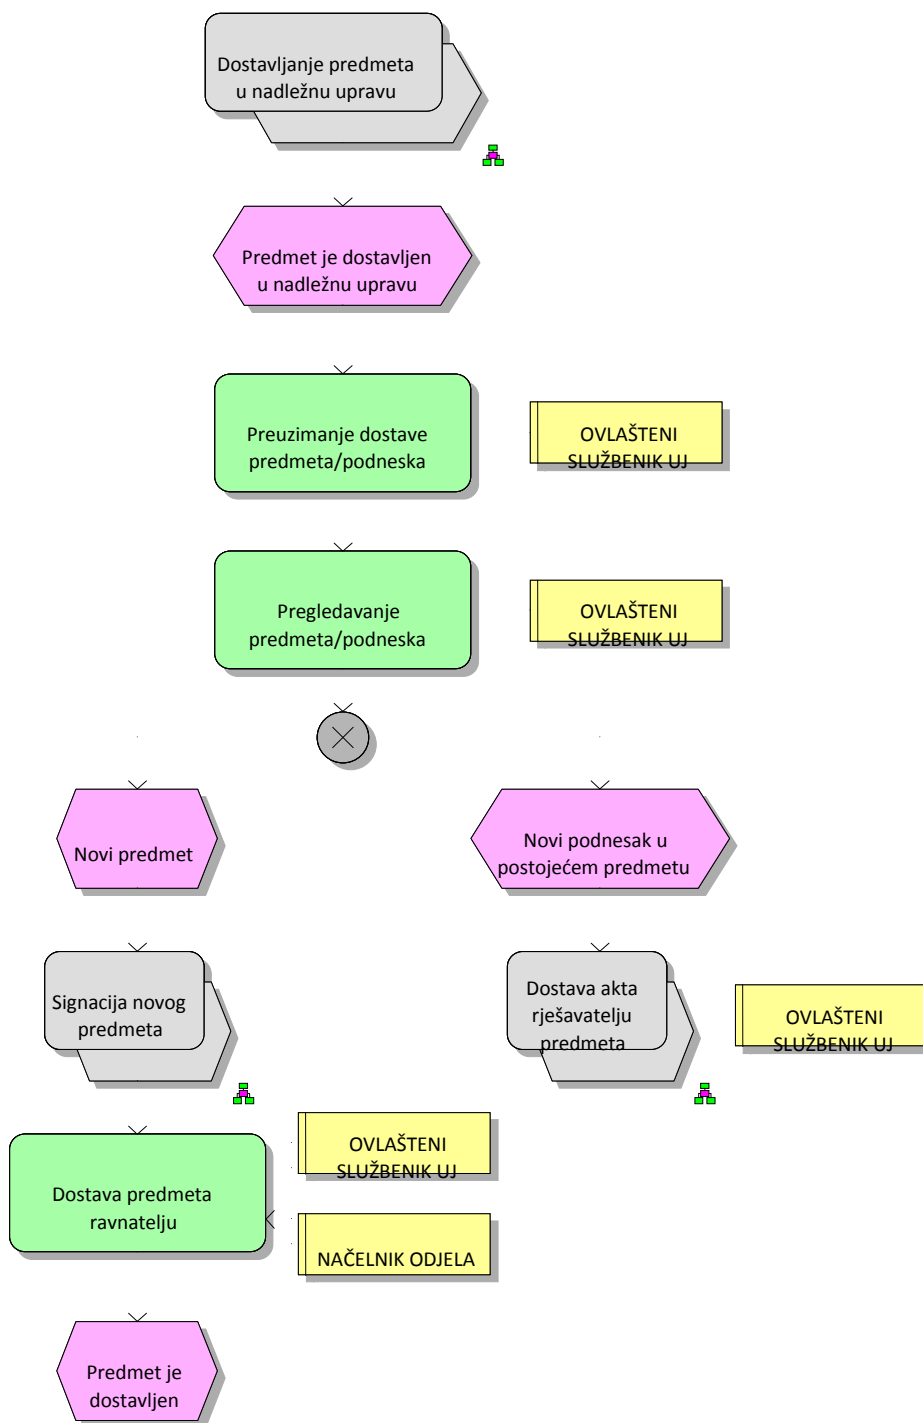 Dostavljanje predmeta
u nadležnu upravu
Predmet je dostavljen
u nadležnu upravu
Preuzimanje dostave
predmeta/podneska
OVLAŠTENI
SLUŽBENIK UJ
Pregledavanje
predmeta/podneska
OVLAŠTENI
SLUŽBENIK UJ
Novi predmet
Novi podnesak u
postojećem predmetu
Signacija novog
predmeta
Dostava akta
rješavatelju
predmeta
OVLAŠTENI
SLUŽBENIK UJ
Dostava predmeta
ravnatelju
OVLAŠTENI
SLUŽBENIK UJ
NAČELNIK ODJELA
Predmet je
dostavljen